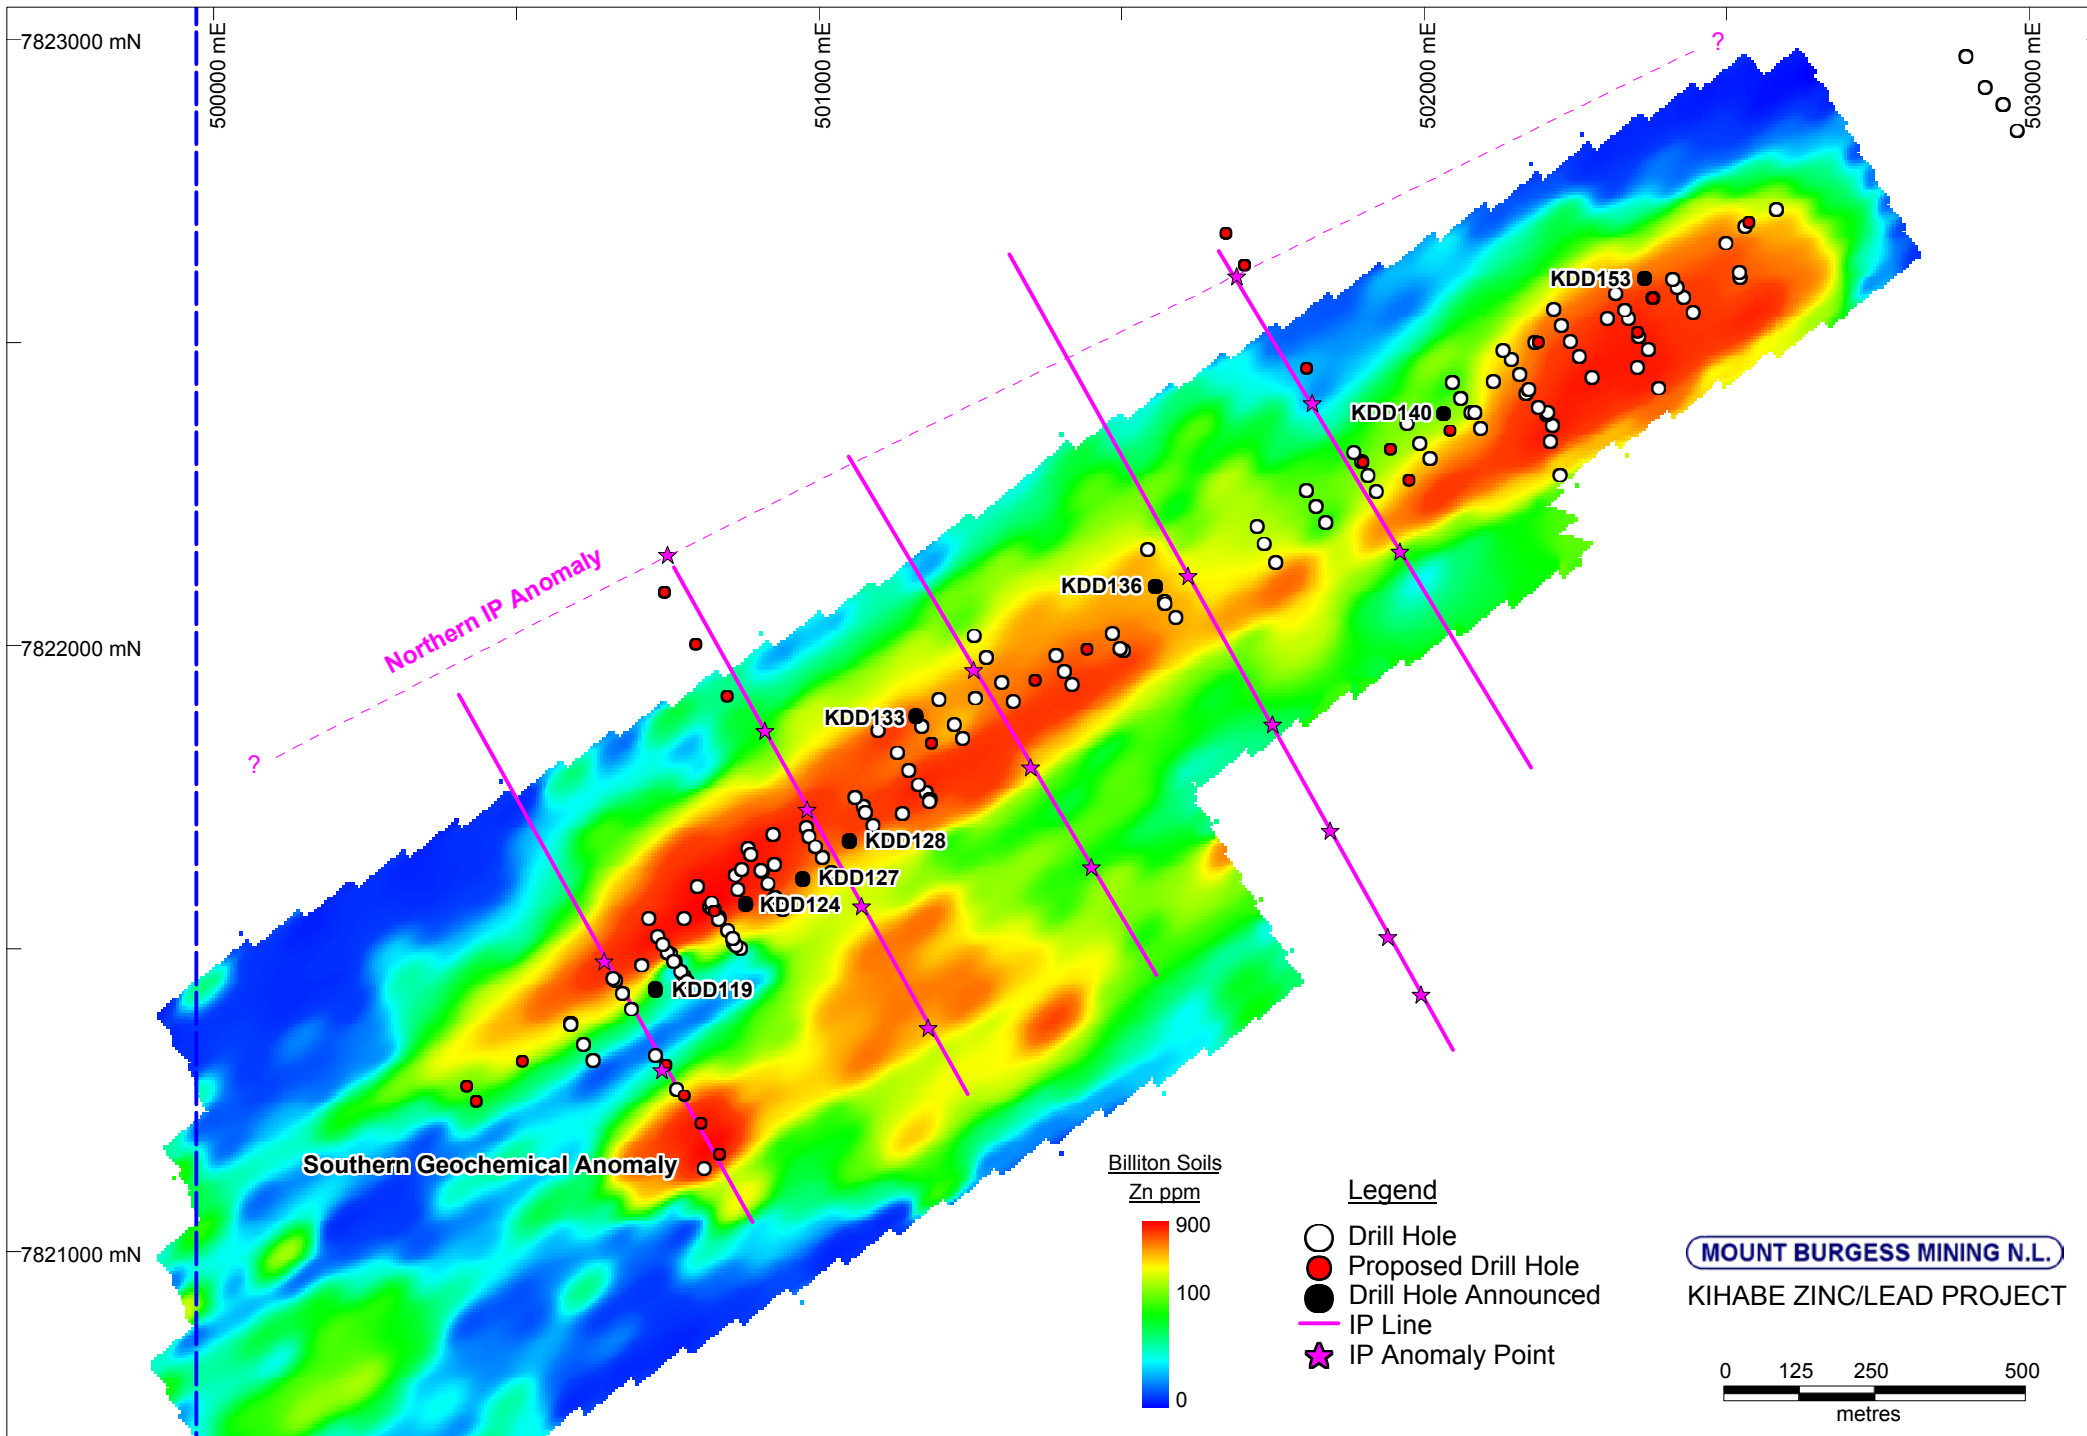 500000 mE
501000 mE
502000 mE
503000 mE
7823000 mN
?
KDD153
KDD140
Northern IP Anomaly
KDD136
7822000 mN
KDD133
?
KDD128
KDD127
KDD124
KDD119
Southern Geochemical Anomaly
7821000 mN
Billiton Soils
Zn ppm
900
100
0
Legend
Drill Hole
Proposed Drill Hole
Drill Hole Announced
IP Line
IP Anomaly Point
MOUNT BURGESS MINING N.L.
KIHABE ZINC/LEAD PROJECT
0 125 250 500
metres